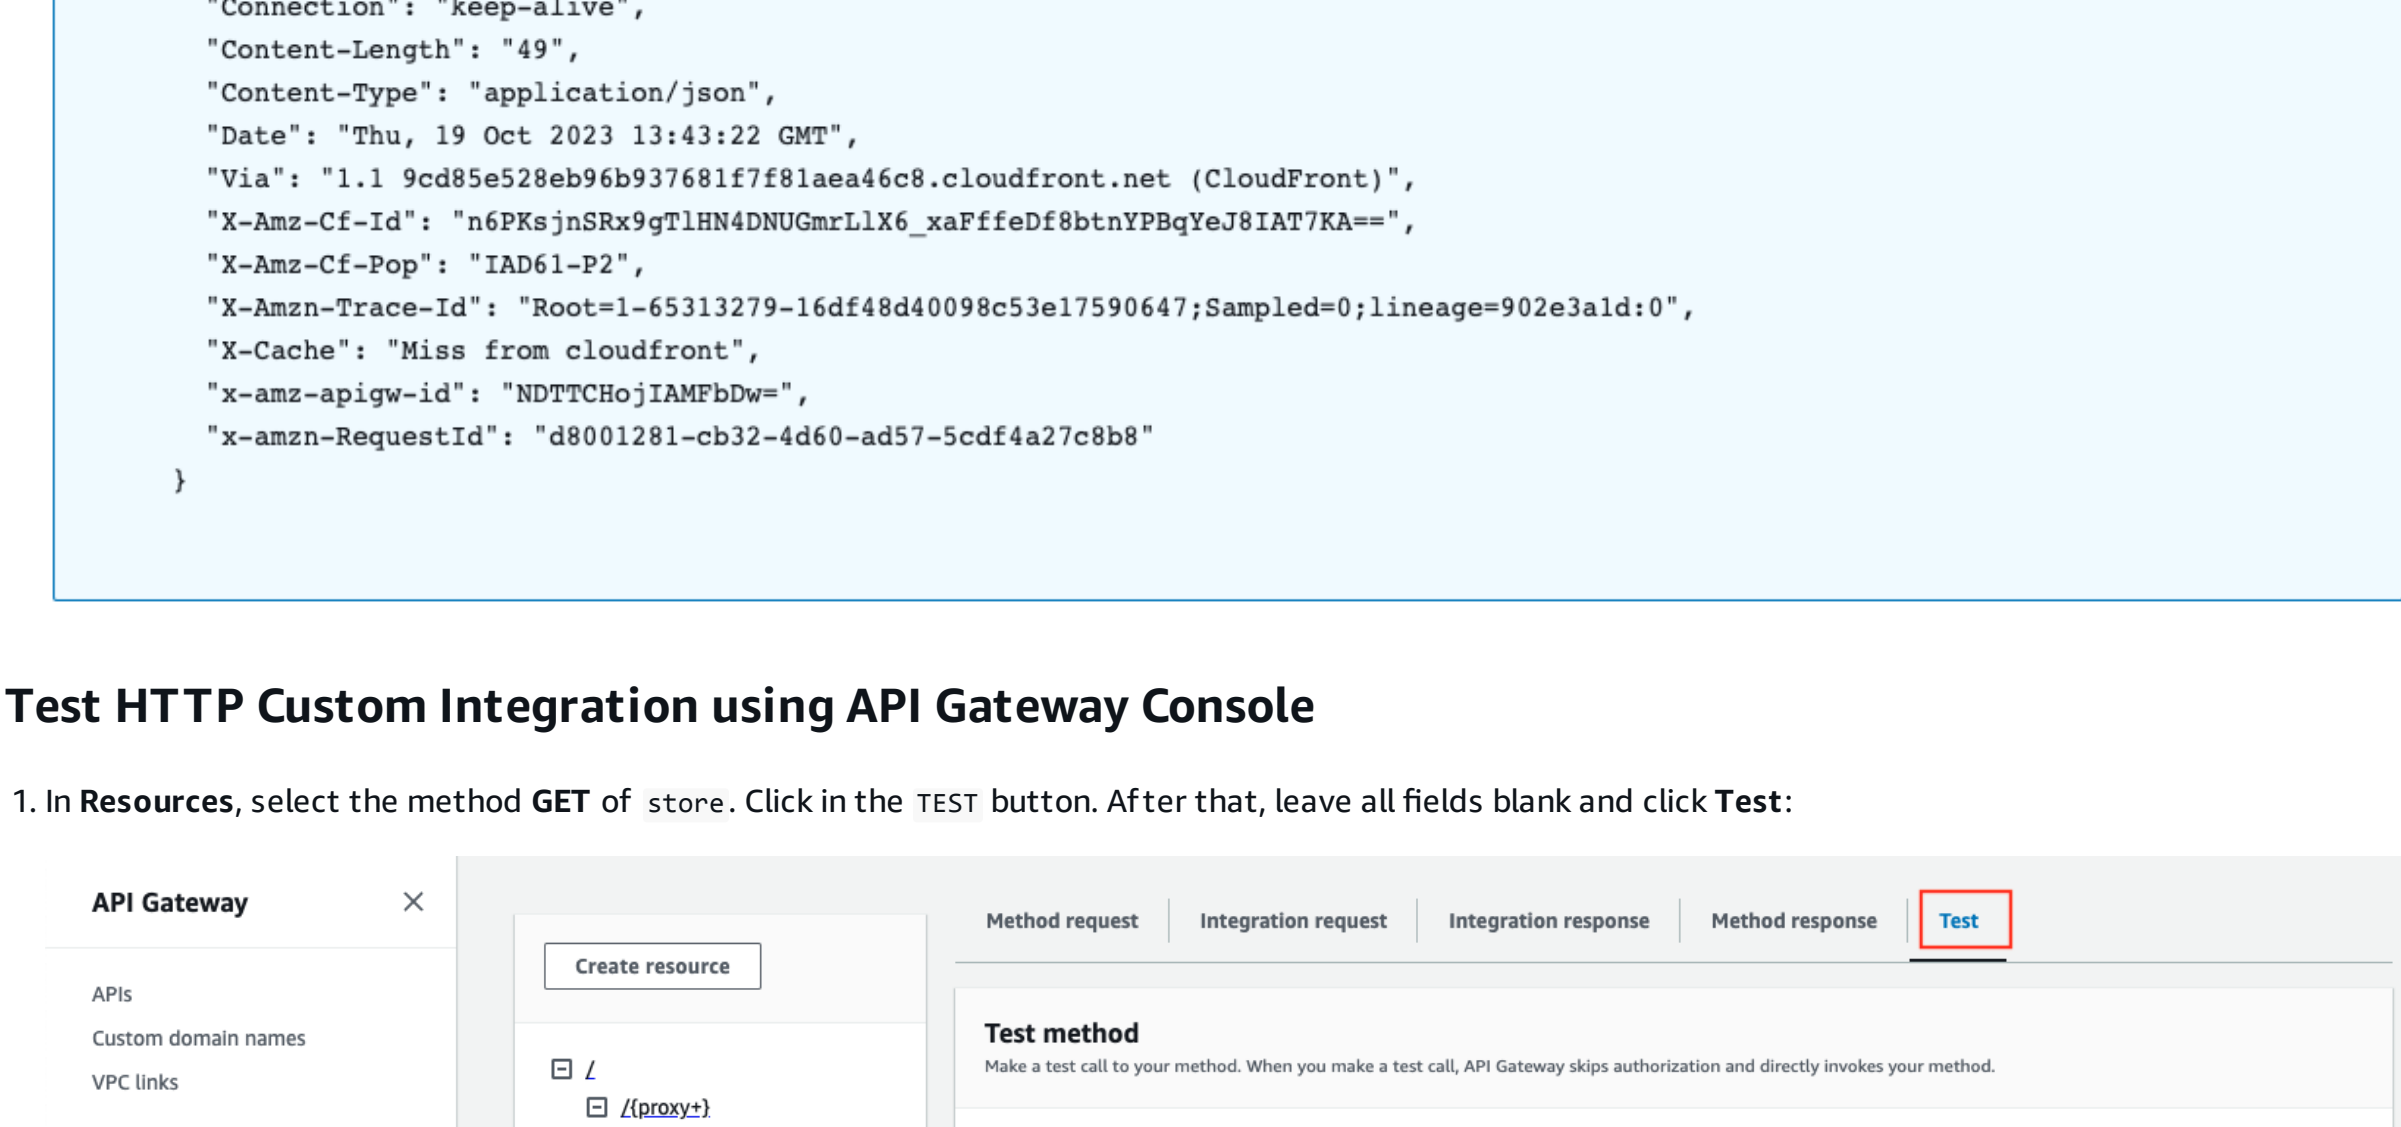 "Connection": "keep-alive",
"Content-Length": "49",
"Content-Type": "application/json",
"Date": "Thu, 19 Oct 2023 13:43:22 GMT",
"Via": "1.1 9cd85e528eb96b937681f7f81aea46c8.cloudfront.net (CloudFront)",
"X-Amz-Cf-Id": "n6PKsjnSRx9gTlHN4DNUGmrLlX6_xaFffeDf8btnYPBqYeJ8IAT7KA==",
"X-Amz-Cf-Pop": "IAD61-P2",
"X-Amzn-Trace-Id": "Root=1-65313279-16df48d40098c53e17590647;Sampled=0;lineage=902e3a1d:0",
"X-Cache": "Miss from cloudfront",
"x-amz-apigw-id": "NDTTCHojIAMFbDw=",
"x-amzn-RequestId": "d8001281-cb32-4d60-ad57-5cdf4a27c8b8"
}
Test HTTP Custom Integration using API Gateway Console
1. In Resources, select the method GET of store. Click in the TEST button. After that, leave all fields blank and click Test:
API Gateway
APIs
Custom domain names
VPC links
Create resource
/
/{proxy+}
Method request
Integration request
Integration response
Method response
Test
Test method
Make a test call to your method. When you make a test call, API Gateway skips authorization and directly invokes your method.